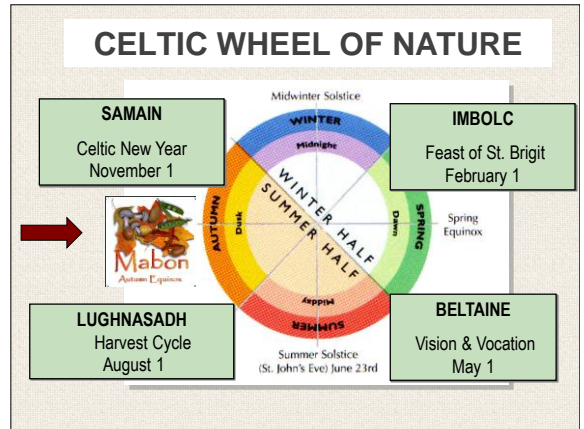 CELTIC WHEEL OF NATURE
Midwinter Solstice
SAMAIN
Celtic New Year
November 1
IMBOLC
Feast of St. Brigit
February 1
WINTER
Midnight
WINTER HALF
SUMMER HALF
AUTUMN
Dusk
Dawn
SPRING
Spring
Equinox
Mabon
Autumn Equinox
Midday
SUMMER
LUGHNASADH
Harvest Cycle
August 1
BELTAINE
Vision & Vocation
May 1
Summer Solstice
(St. John's Eve) June 23rd